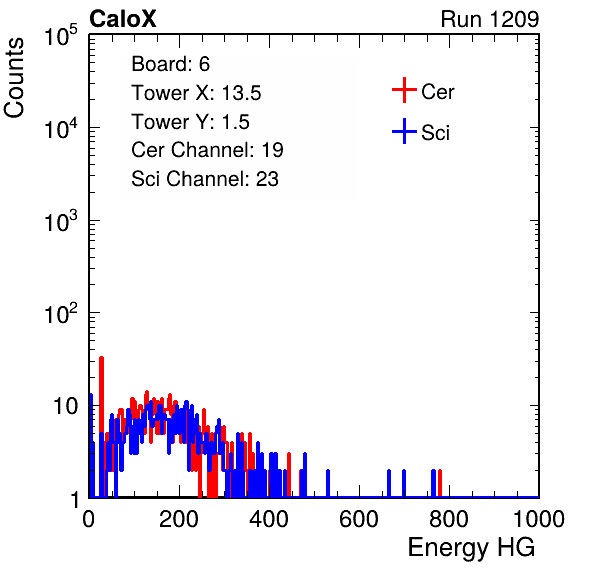 CaloX Run 1209
Counts
10^5
10^4
10^3
10^2
10
1
Board: 6
Tower X: 13.5
Tower Y: 1.5
Cer Channel: 19
Sci Channel: 23
Cer
Sci
0 200 400 600 800 1000
Energy HG